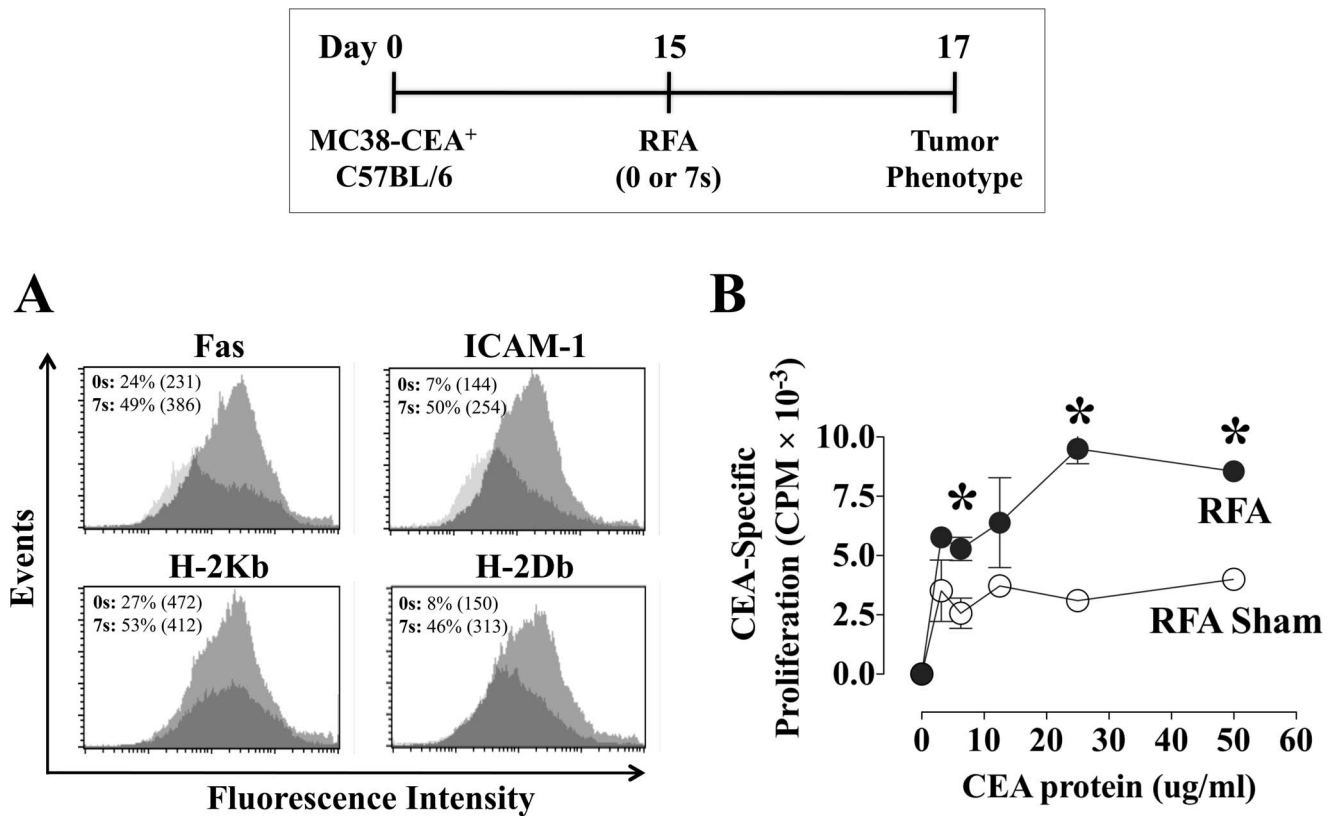 Day 0 15 17
MC38-CEA⁺
C57BL/6
RFA
(0 or 7s)
Tumor
Phenotype
A
Fas
0s: 24% (231)
7s: 49% (386)
ICAM-1
0s: 7% (144)
7s: 50% (254)
H-2Kb
0s: 27% (472)
7s: 53% (412)
H-2Db
0s: 8% (150)
7s: 46% (313)
Events
Fluorescence Intensity
B
CEA-Specific
Proliferation (CPM × 10⁻³)
10.0
7.5
5.0
2.5
0.0
*
*
*
RFA
RFA Sham
0 10 20 30 40 50 60
CEA protein (ug/ml)